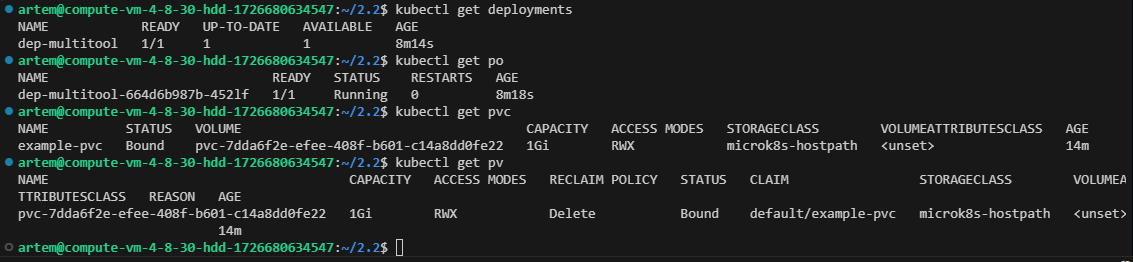 artem@compute-vm-4-8-30-hdd-1726680634547:~/2.2$ kubectl get deployments
NAME            READY   UP-TO-DATE   AVAILABLE   AGE
dep-multitool   1/1     1            1           8m14s
artem@compute-vm-4-8-30-hdd-1726680634547:~/2.2$ kubectl get po
NAME                             READY   STATUS    RESTARTS   AGE
dep-multitool-664d6b987b-452lf   1/1     Running   0          8m18s
artem@compute-vm-4-8-30-hdd-1726680634547:~/2.2$ kubectl get pvc
NAME          STATUS   VOLUME                                     CAPACITY   ACCESS MODES   STORAGECLASS        VOLUMEATTRIBUTESCLASS   AGE
example-pvc   Bound    pvc-7dda6f2e-efee-408f-b601-c14a8dd0fe22   1Gi        RWX            microk8s-hostpath   <unset>                 14m
artem@compute-vm-4-8-30-hdd-1726680634547:~/2.2$ kubectl get pv
NAME                                       CAPACITY   ACCESS MODES   RECLAIM POLICY   STATUS   CLAIM                 STORAGECLASS        VOLUMEA
TTRIBUTESCLASS   REASON   AGE
pvc-7dda6f2e-efee-408f-b601-c14a8dd0fe22   1Gi        RWX            Delete           Bound    default/example-pvc   microk8s-hostpath   <unset>
14m
artem@compute-vm-4-8-30-hdd-1726680634547:~/2.2$